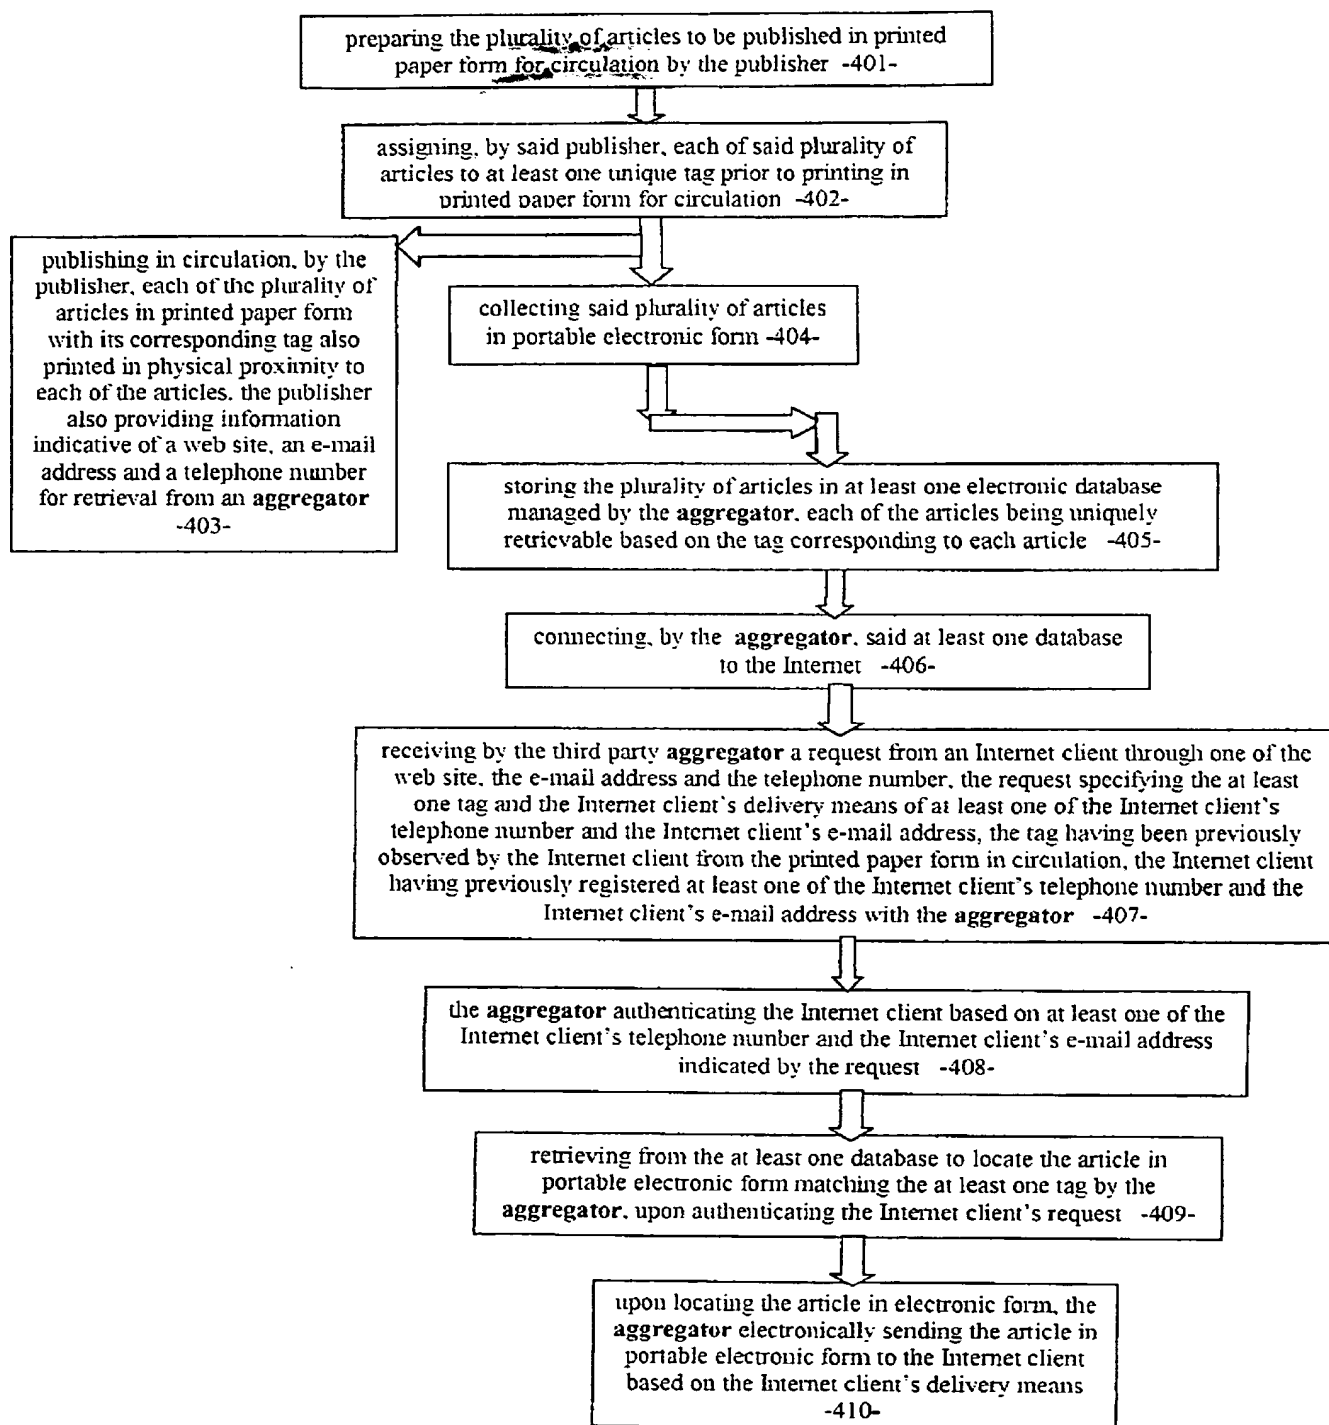 preparing the plurality of articles to be published in printed
paper form for circulation by the publisher -401-
assigning, by said publisher, each of said plurality of
articles to at least one unique tag prior to printing in
printed paper form for circulation -402-
publishing in circulation, by the
publisher, each of the plurality of
articles in printed paper form
with its corresponding tag also
printed in physical proximity to
each of the articles, the publisher
also providing information
indicative of a web site, an e-mail
address and a telephone number
for retrieval from an aggregator
-403-
collecting said plurality of articles
in portable electronic form -404-
storing the plurality of articles in at least one electronic database
managed by the aggregator, each of the articles being uniquely
retrievable based on the tag corresponding to each article -405-
connecting, by the aggregator, said at least one database
to the Internet -406-
receiving by the third party aggregator a request from an Internet client through one of the
web site, the e-mail address and the telephone number, the request specifying the at least
one tag and the Internet client's delivery means of at least one of the Internet client's
telephone number and the Internet client's e-mail address, the tag having been previously
observed by the Internet client from the printed paper form in circulation, the Internet client
having previously registered at least one of the Internet client's telephone number and the
Internet client's e-mail address with the aggregator -407-
the aggregator authenticating the Internet client based on at least one of the
Internet client's telephone number and the Internet client's e-mail address
indicated by the request -408-
retrieving from the at least one database to locate the article in
portable electronic form matching the at least one tag by the
aggregator, upon authenticating the Internet client's request -409-
upon locating the article in electronic form, the
aggregator electronically sending the article in
portable electronic form to the Internet client
based on the Internet client's delivery means
-410-